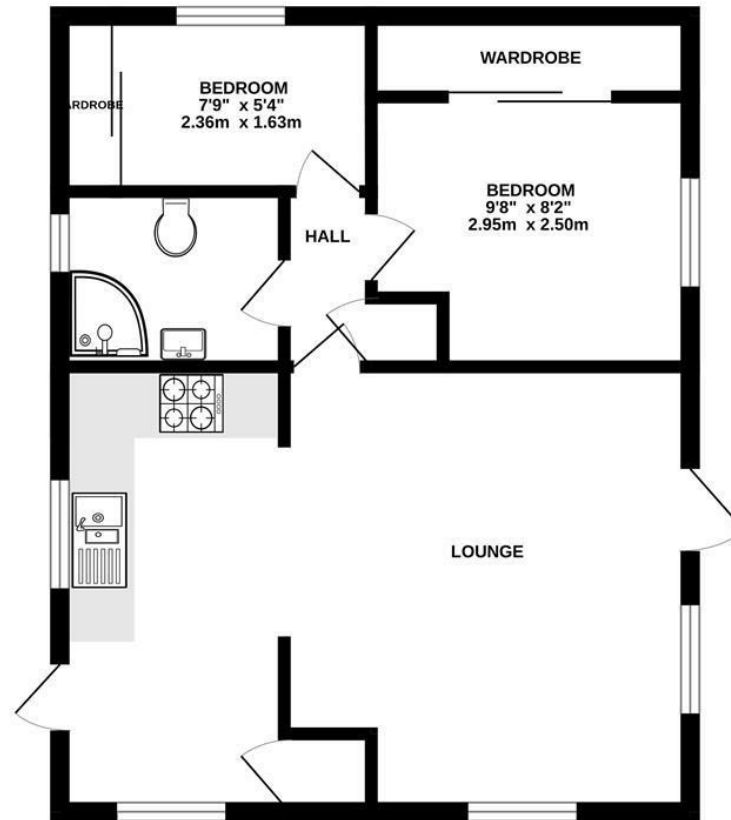 WARDROBE
BEDROOM
7'9" x 5'4"
2.36m x 1.63m
ARDROBE
BEDROOM
9'8" x 8'2"
2.95m x 2.50m
HALL
LOUNGE